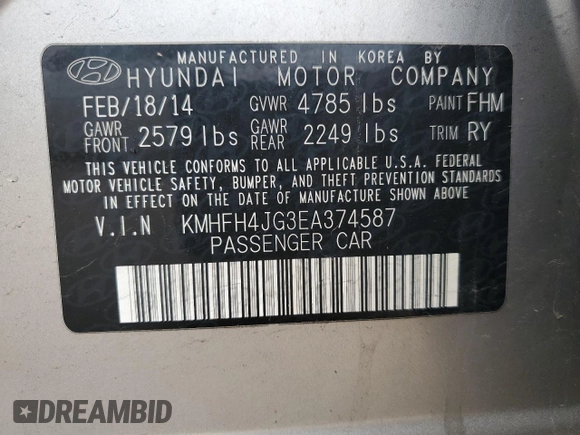 MANUFACTURED IN KOREA BY
HYUNDAI MOTOR COMPANY
FEB/18/14 GVWR 4785 lbs PAINT FHM
GAWR FRONT 2579 lbs GAWR REAR 2249 lbs TRIM RY
THIS VEHICLE CONFORMS TO ALL APPLICABLE U.S.A. FEDERAL
MOTOR VEHICLE SAFETY, BUMPER, AND THEFT PREVENTION STANDARDS
IN EFFECT ON THE DATE OF MANUFACTURE SHOWN ABOVE.
V.I.N KMHFH4JG3EA374587
PASSENGER CAR
DREAMBID